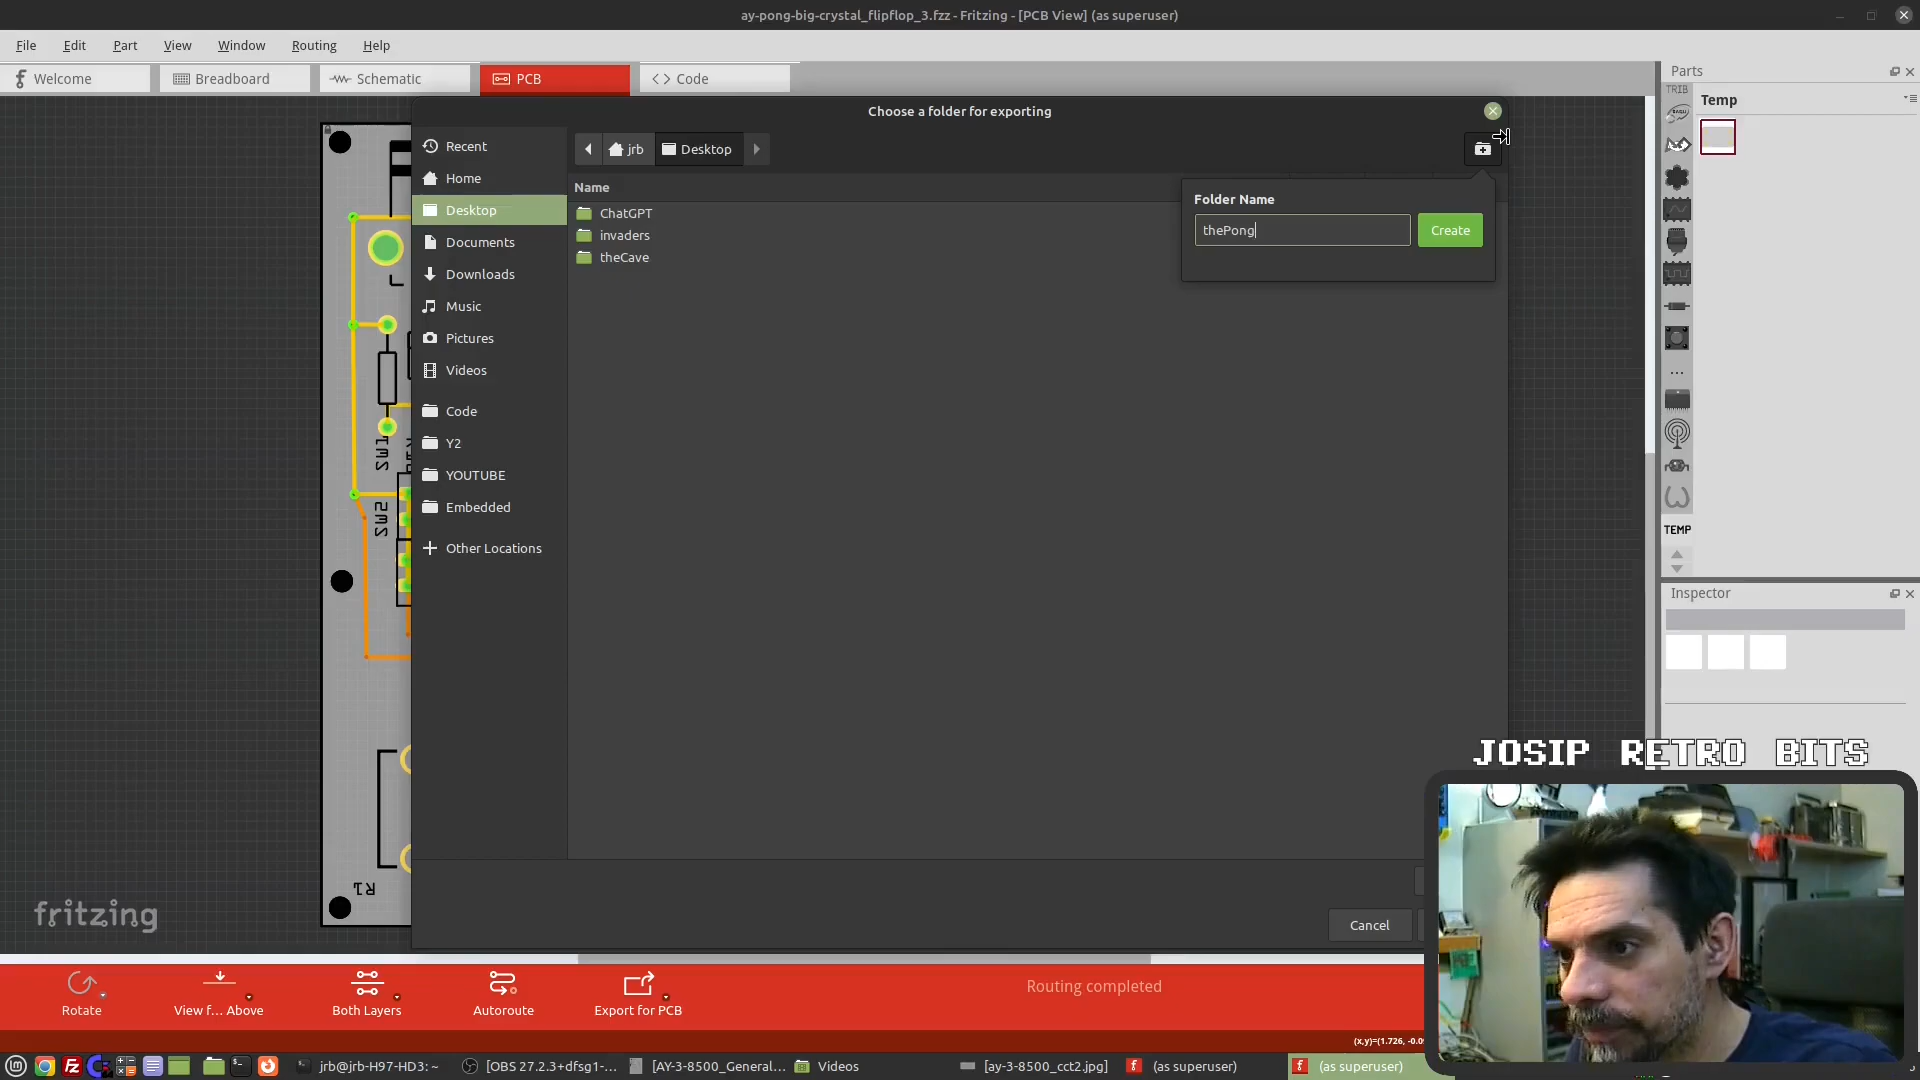 ay-pong-big-crystal_flipflop_3.fzz - Fritzing - [PCB View] (as superuser)
File Edit Part View Window Routing Help
Welcome Breadboard Schematic PCB Code
Parts
Choose a folder for exporting
TRIB
Temp
Recent
jrb Desktop
Home
Name
Folder Name
Desktop
ChatGPT
thePong Create
invaders
Documents
theCave
Downloads
Music
Pictures
Videos
Code
SW1
Y2
YOUTUBE
SW2
Embedded
TEMP
Other Locations
Inspector
JOSIP RETRO BITS
R1
fritzing
Cancel
Routing completed
Rotate View f... Above Both Layers Autoroute Export for PCB
jrb@jrb-H97-HD3: ~ [OBS 27.2.3+dfsg1-... [AY-3-8500_General... Videos [ay-3-8500_cct2.jpg] (as superuser) (as superuser)